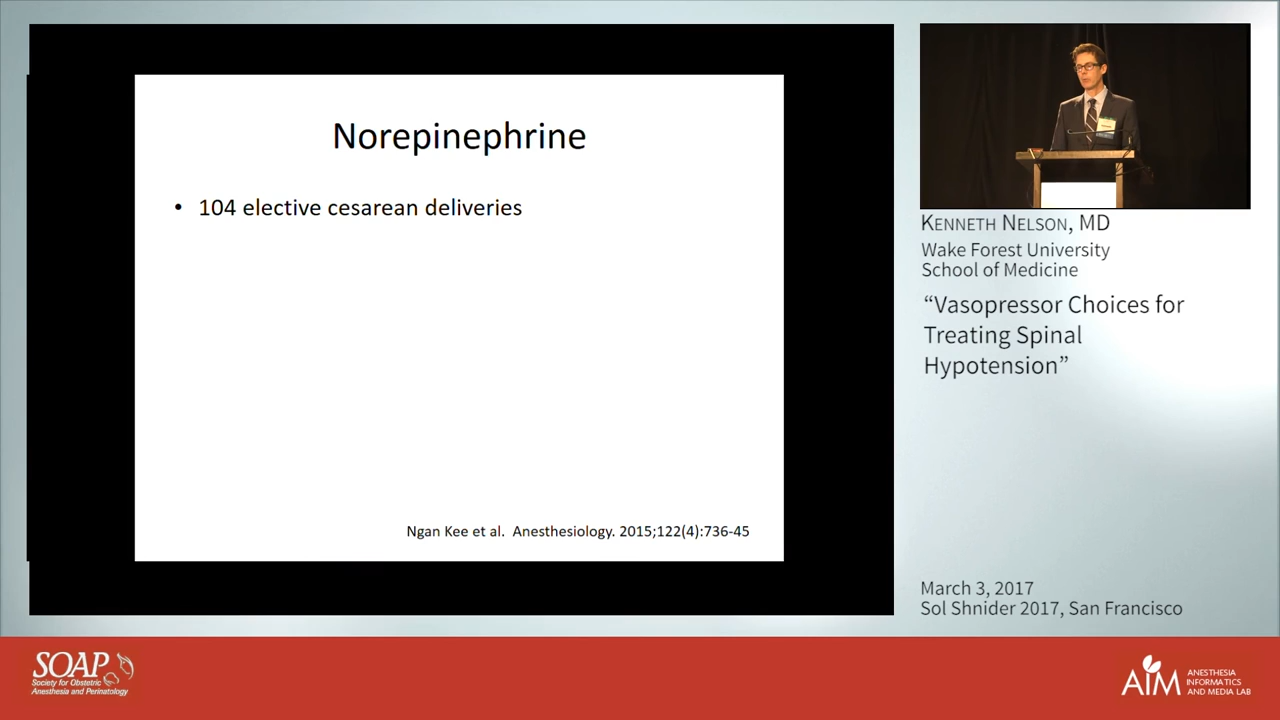 Norepinephrine
• 104 elective cesarean deliveries
Ngan Kee et al. Anesthesiology. 2015;122(4):736-45
KENNETH NELSON, MD
Wake Forest University
School of Medicine
“Vasopressor Choices for
Treating Spinal
Hypotension”
March 3, 2017
Sol Shnider 2017, San Francisco
SOAP
Society for Obstetric
Anesthesia and Perinatology
AIM
ANESTHESIA
INFORMATICS
AND MEDIA LAB